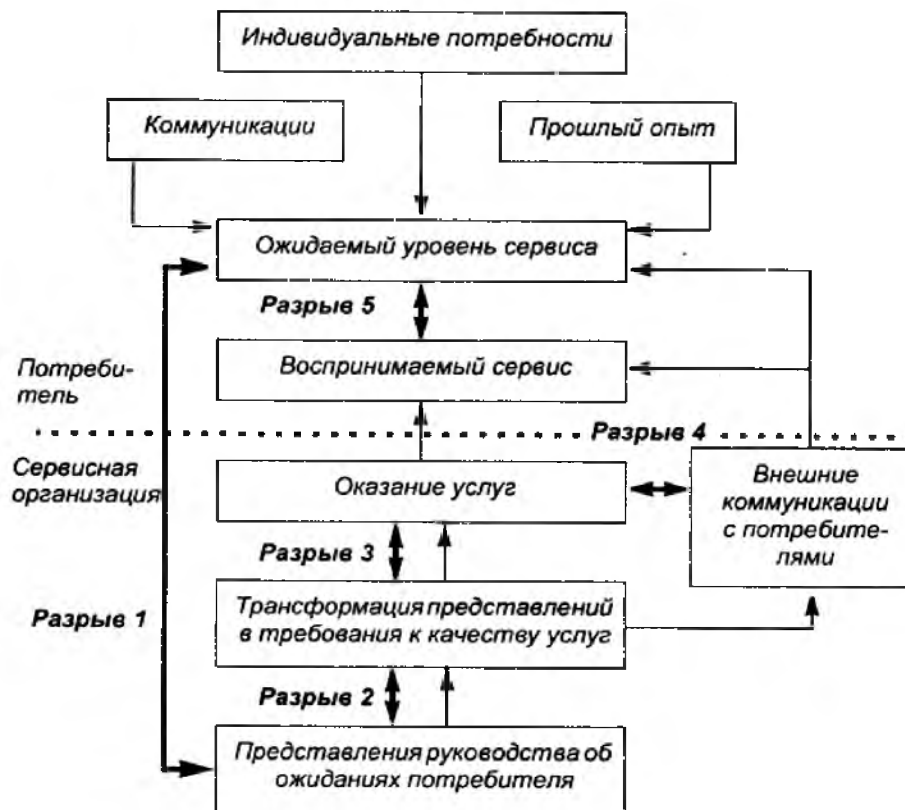 Индивидуальные потребности
Коммуникации
Прошлый опыт
Ожидаемый уровень сервиса
Разрыв 5
Воспринимаемый сервис
Потреби-
тель
Разрыв 4
Сервисная
организация
Оказание услуг
Внешние
коммуникации
с потребите-
лями
Разрыв 3
Трансформация представлений
в требования к качеству услуг
Разрыв 1
Разрыв 2
Представления руководства об
ожиданиях потребителя